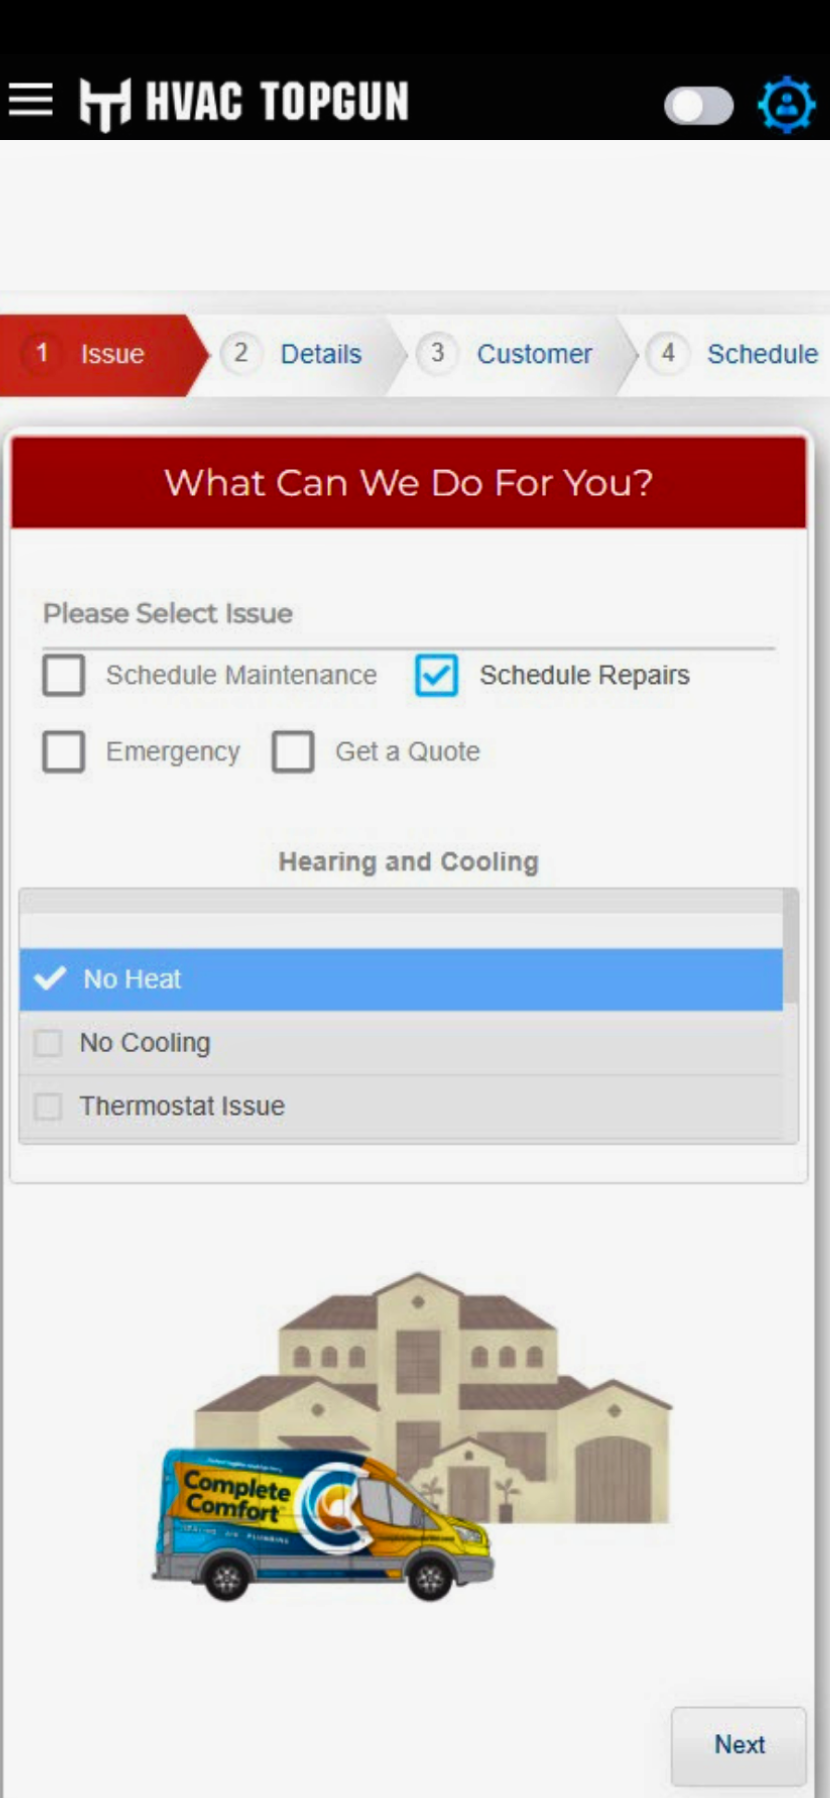 HVAC TOPGUN
1 Issue 2 Details 3 Customer 4 Schedule
What Can We Do For You?
Please Select Issue
Schedule Maintenance Schedule Repairs
Emergency Get a Quote
Hearing and Cooling
No Heat
No Cooling
Thermostat Issue
Complete
Comfort
PLUMBING
Next